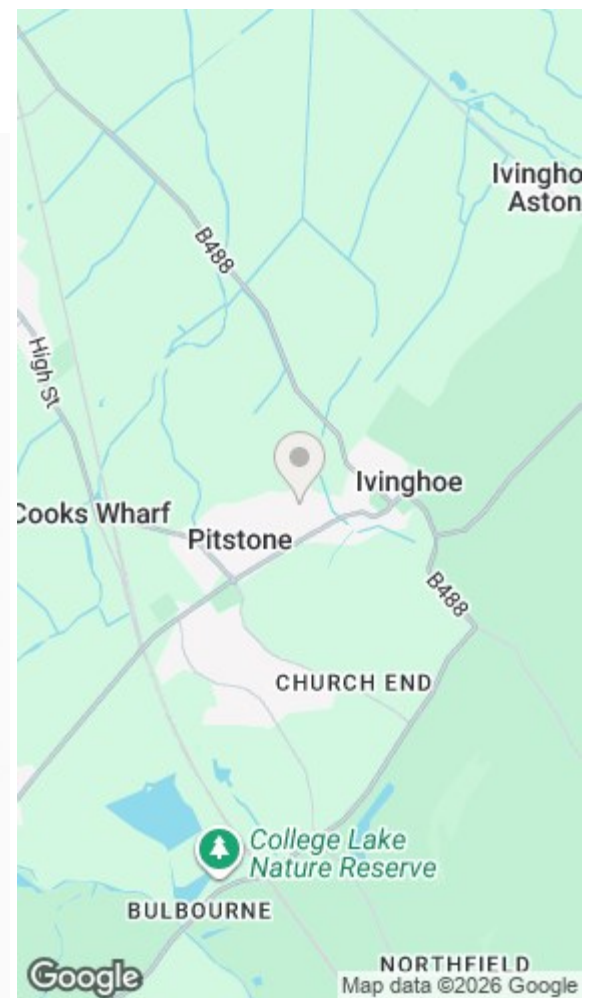 Ivingho
Aston
B488
High St
Ivinghoe
Cooks Wharf
Pitstone
B488
CHURCH END
College Lake
Nature Reserve
BULBOURNE
NORTHFIELD
Google
Map data ©2026 Google